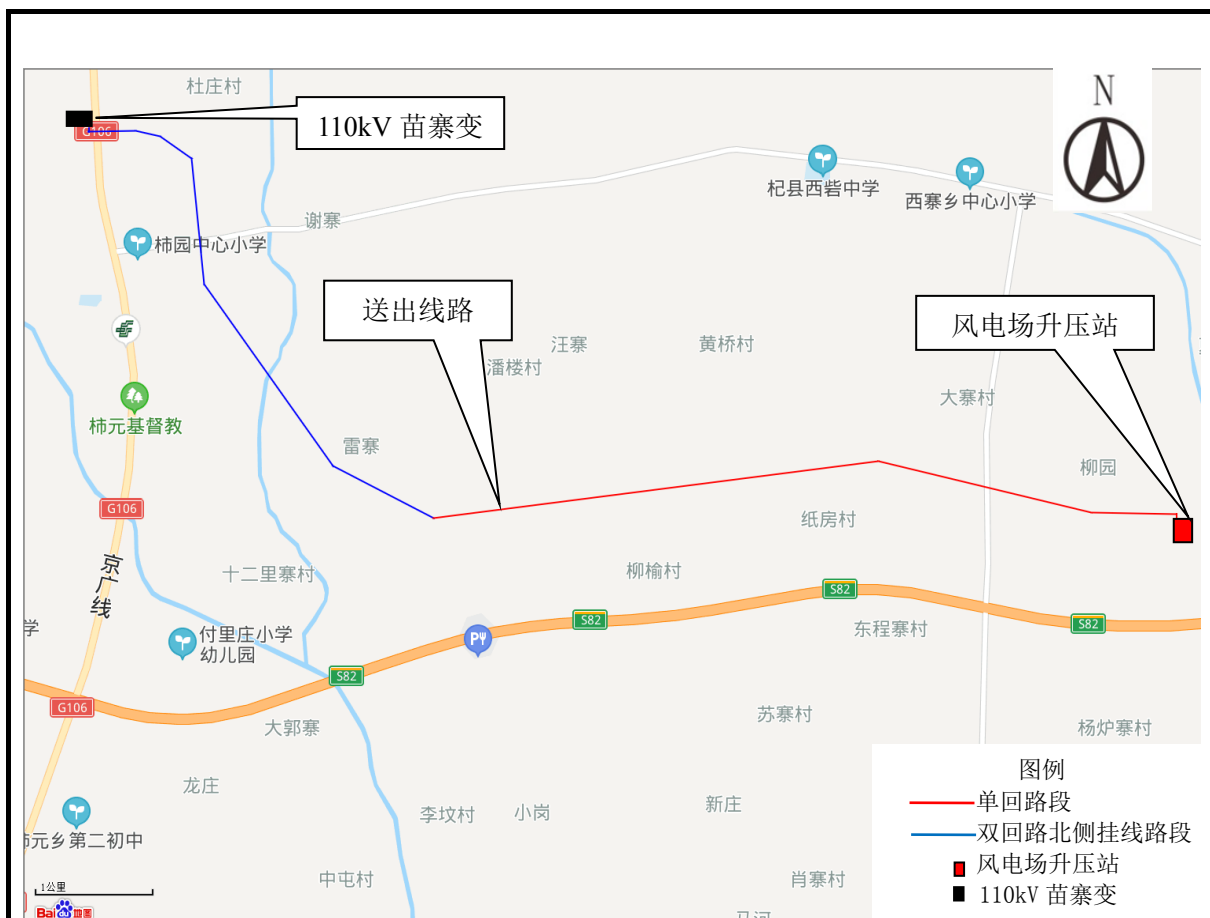 杜庄村
N
110kV 苗寨变
G106
杞县西砦中学
西寨乡中心小学
谢寨
柿园中心小学
送出线路
风电场升压站
汪寨
黄桥村
潘楼村
大寨村
柿元基督教
雷寨
柳园
G106
纸房村
京广线
十二里寨村
柳榆村
S82
S82
S82
学
付里庄小学
幼儿园
东程寨村
S82
G106
大郭寨
苏寨村
杨炉寨村
图例
龙庄
单回路段
李坟村
小岗
新庄
元乡第二初中
双回路北侧挂线路段
风电场升压站
中屯村
肖寨村
1公里
110kV 苗寨变
Bai du 地图